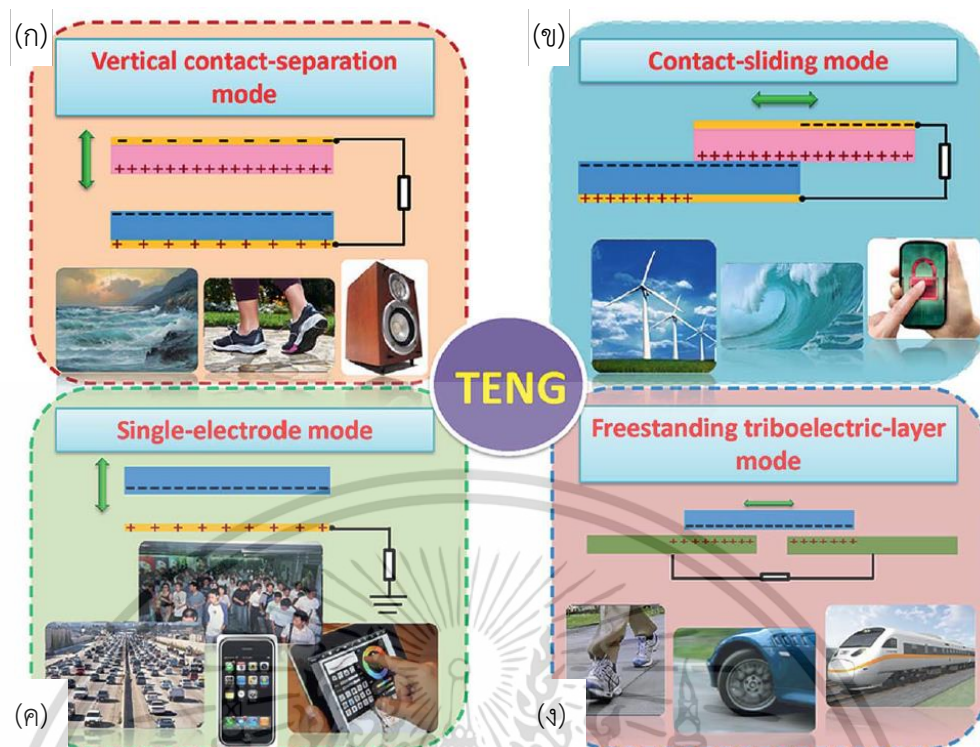 (ก)
Vertical contact-separation
mode
(ข)
Contact-sliding mode
TENG
Single-electrode mode
(ค)
Freestanding triboelectric-layer
mode
(ง)